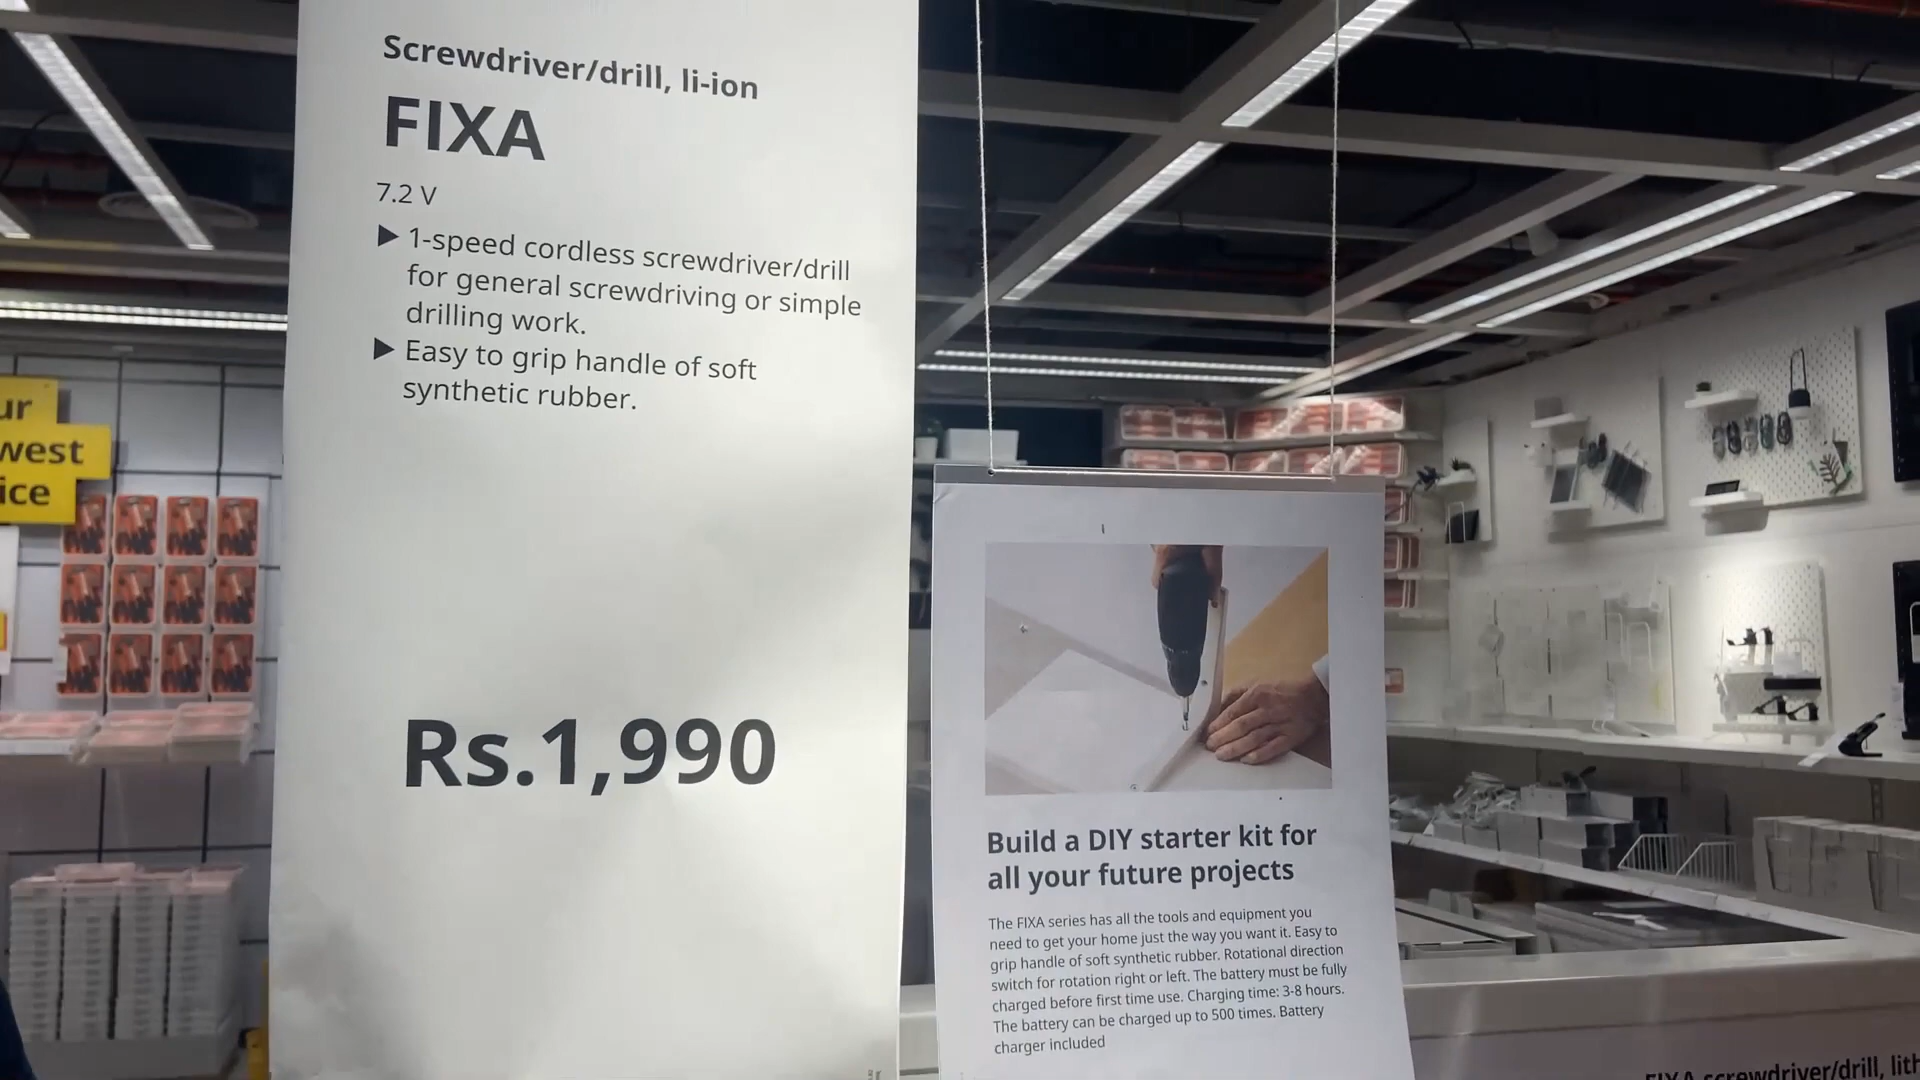 Screwdriver/drill, li-ion
FIXA
7.2 V
▶ 1-speed cordless screwdriver/drill
for general screwdriving or simple
drilling work.
▶ Easy to grip handle of soft
synthetic rubber.
Rs.1,990
Build a DIY starter kit for
all your future projects
The FIXA series has all the tools and equipment you
need to get your home just the way you want it. Easy to
grip handle of soft synthetic rubber. Rotational direction
switch for rotation right or left. The battery must be fully
charged before first time use. Charging time: 3-8 hours.
The battery can be charged up to 500 times. Battery
charger included
ur
west
ice
FIXA screwdriver/drill, lith